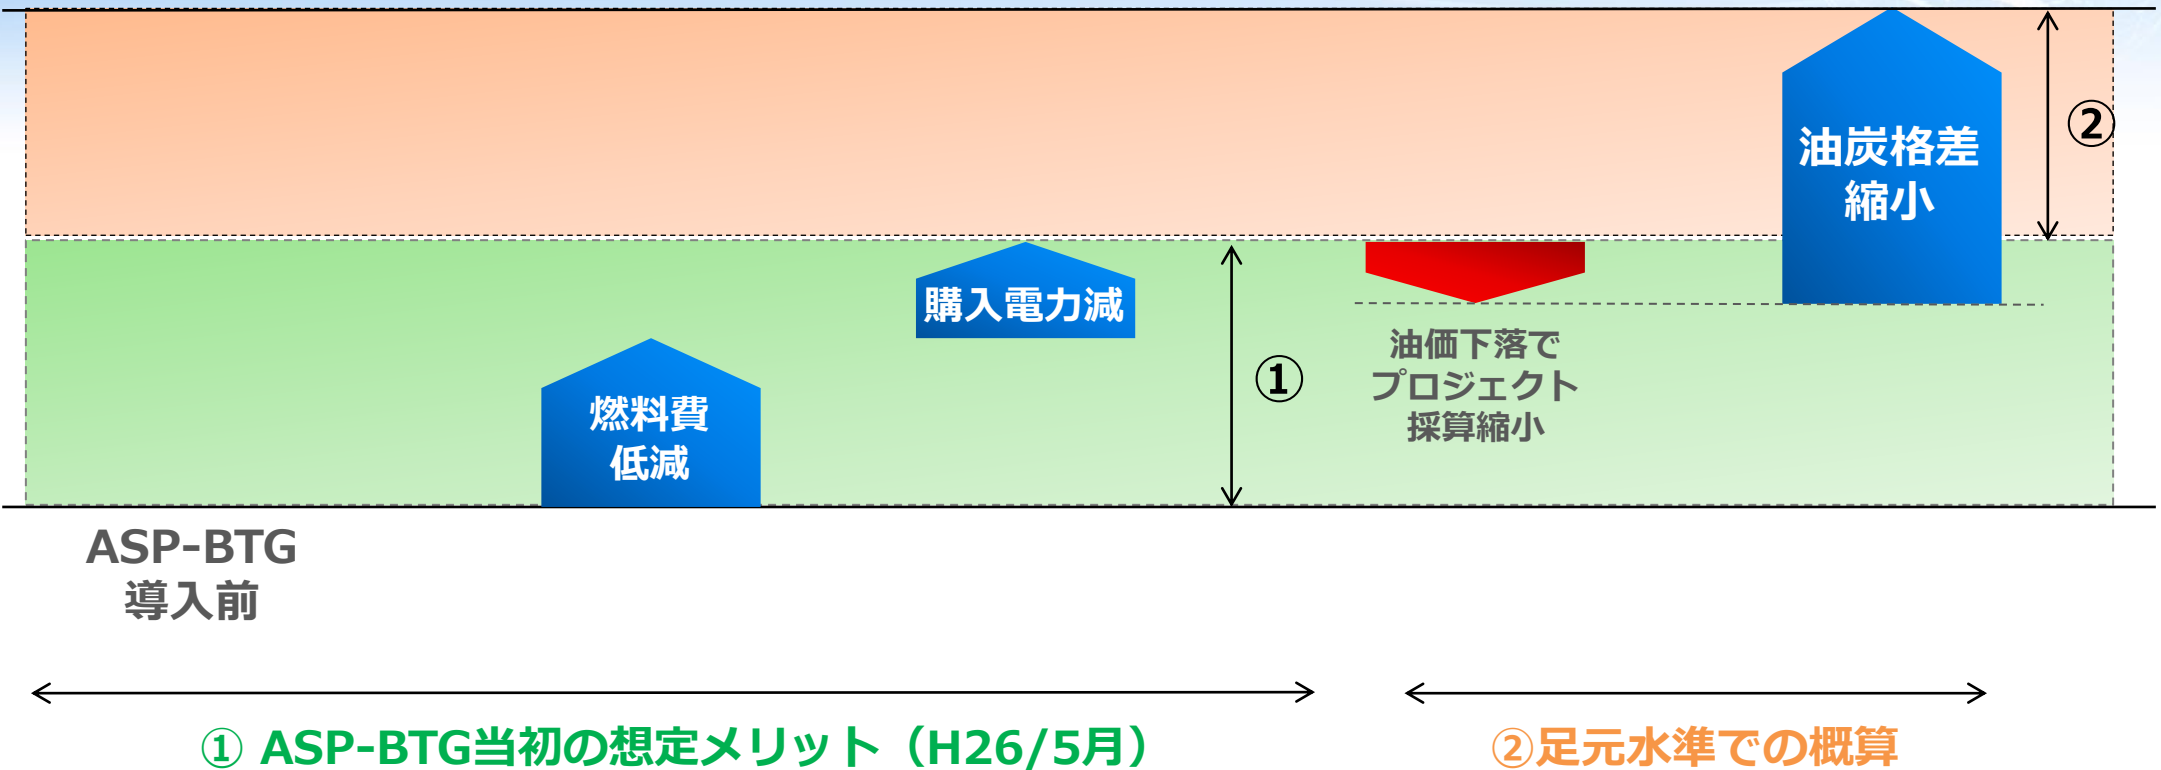 ②
油炭格差
縮小
購入電力減
①
油価下落で
プロジェクト
採算縮小
燃料費
低減
ASP-BTG
導入前
① ASP-BTG当初の想定メリット（H26/5月）
②足元水準での概算